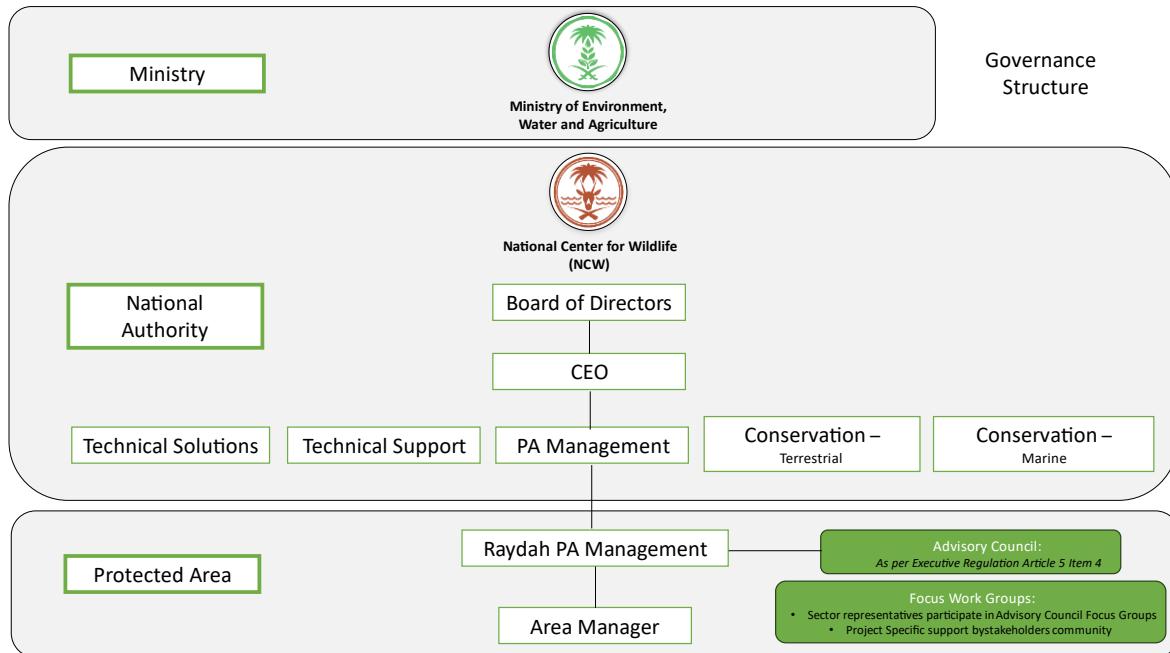 Ministry
Ministry of Environment,
Water and Agriculture
Governance
Structure
National Center for Wildlife
(NCW)
National
Authority
Board of Directors
CEO
Technical Solutions
Technical Support
PA Management
Conservation –
Terrestrial
Conservation –
Marine
Protected Area
Raydah PA Management
Area Manager
Advisory Council:
As per Executive Regulation Article 5 Item 4
Focus Work Groups:
• Sector representatives participate in Advisory Council Focus Groups
• Project Specific support bystakeholders community